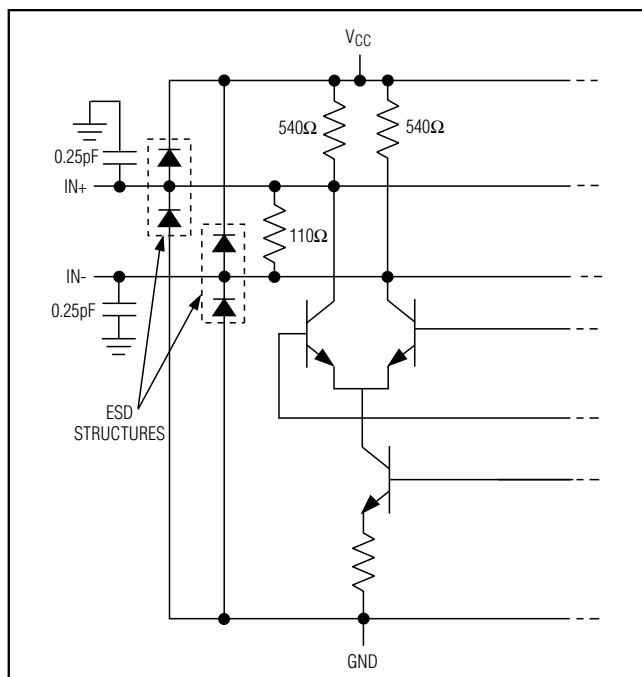 VCC
540Ω 540Ω
0.25pF
IN+
110Ω
IN-
0.25pF
ESD
STRUCTURES
GND